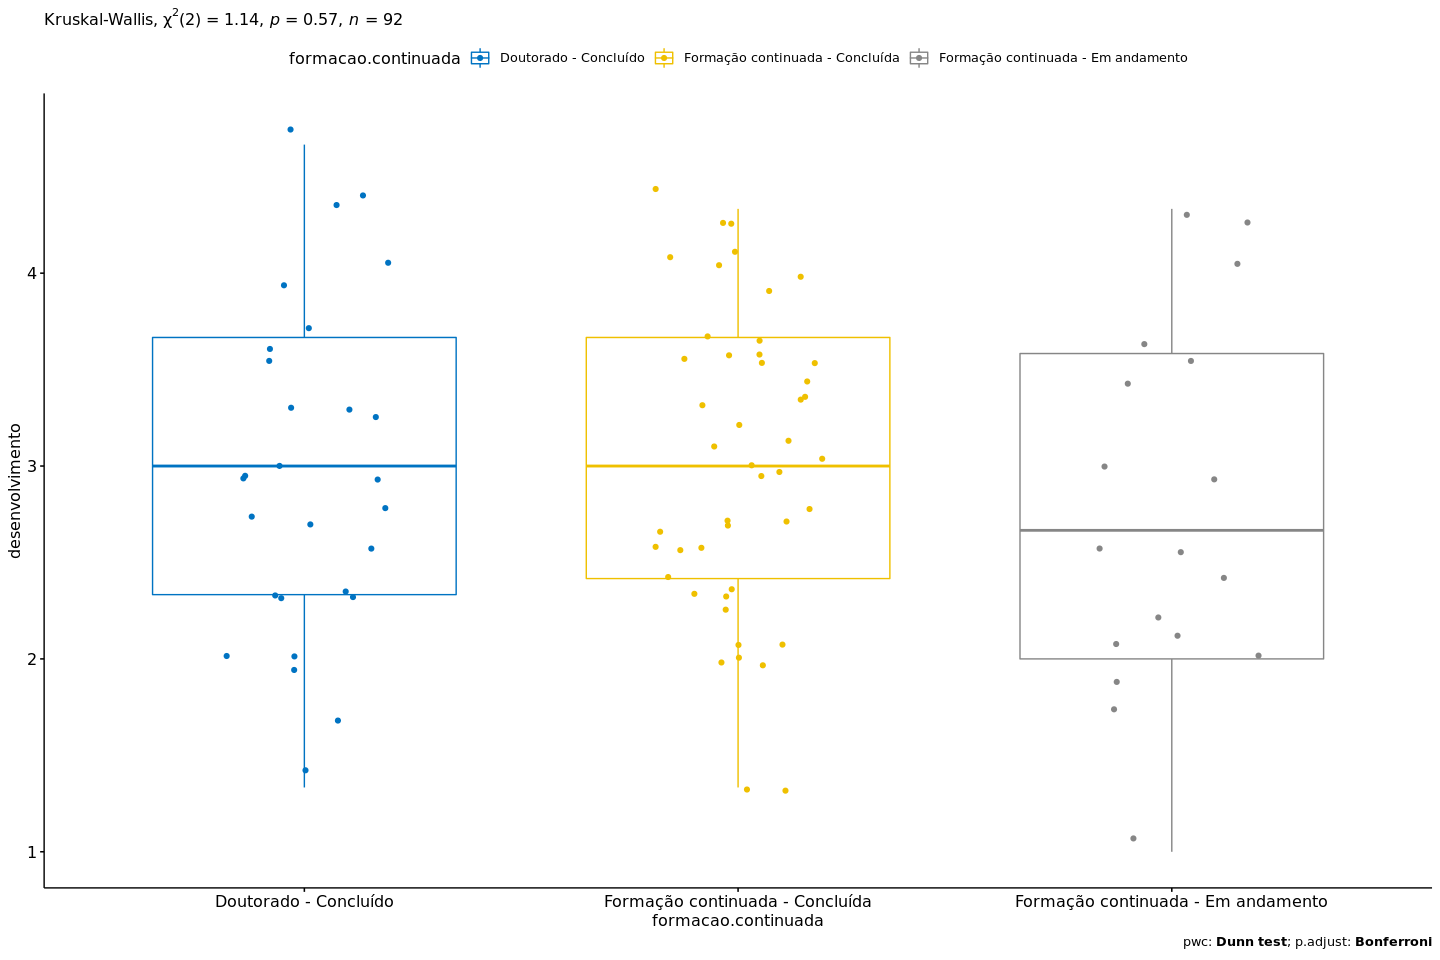 Kruskal-Wallis, χ²(2) = 1.14, p = 0.57, n = 92
formacao.continuada Doutorado - Concluído Formação continuada - Concluída Formação continuada - Em andamento
desenvolvimento
4
3
2
1
Doutorado - Concluído Formação continuada - Concluída Formação continuada - Em andamento
formacao.continuada
pwc: Dunn test; p.adjust: Bonferroni